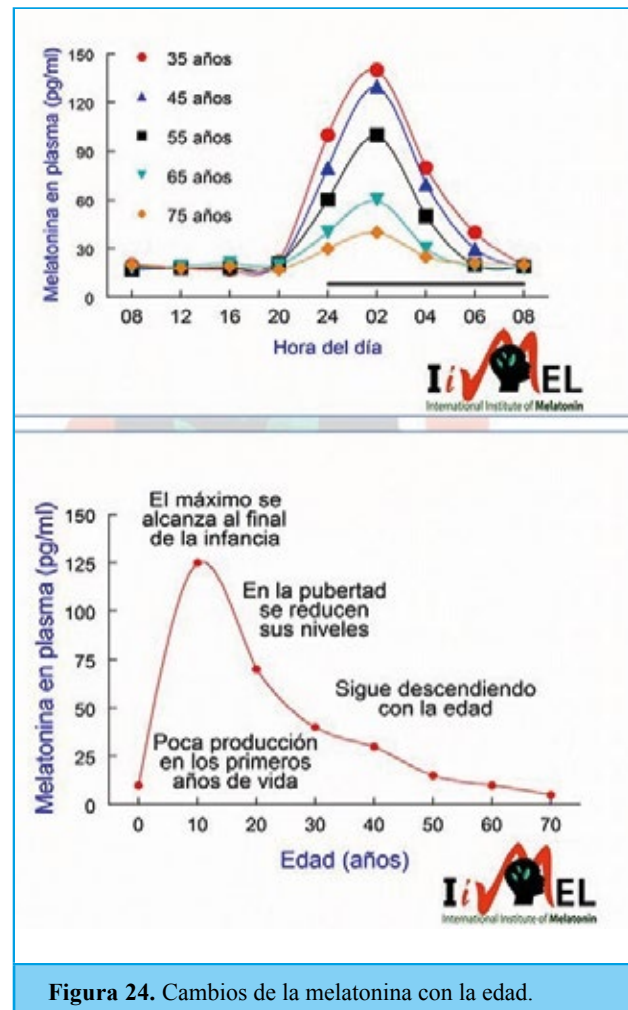 Melatonina en plasma (pg/ml)
150
120
90
60
30
0
35 años
45 años
55 años
65 años
75 años
08 12 16 20 24 02 04 06 08
Hora del día
IiMEL
International Institute of Melatonin
Melatonina en plasma (pg/ml)
150
125
100
75
50
25
0
El máximo se
alcanza al final
de la infancia
En la pubertad
se reducen
sus niveles
Sigue descendiendo
con la edad
Poca producción
en los primeros
años de vida
0 10 20 30 40 50 60 70
Edad (años)
IiMEL
International Institute of Melatonin
Figura 24. Cambios de la melatonina con la edad.